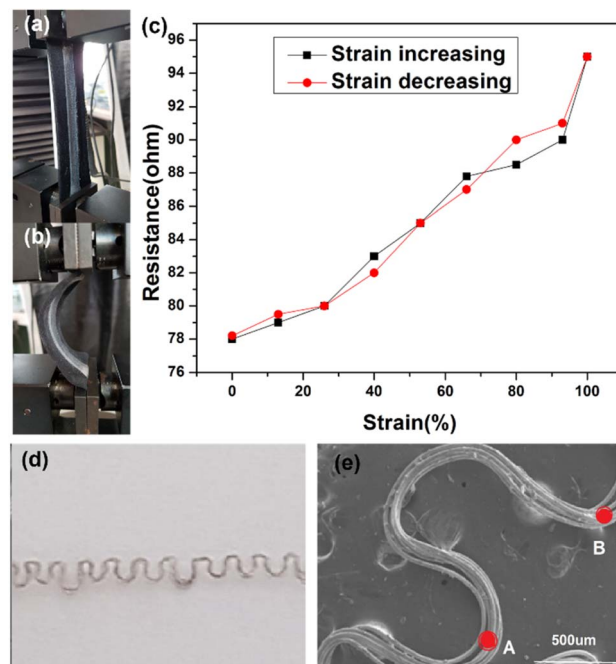 (a)
(b)
(c)
Strain increasing
Strain decreasing
Resistance(ohm)
96
94
92
90
88
86
84
82
80
78
76
0
20
40
60
80
100
Strain(%)
(d)
(e)
B
A
500um